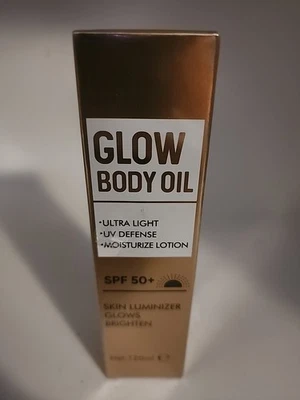 GLOW
BODY OIL
•ULTRA LIGHT
•UV DEFENSE
•MOISTURIZE LOTION
SPF 50+
SKIN LUMINIZER
GLOWS
BRIGHTEN